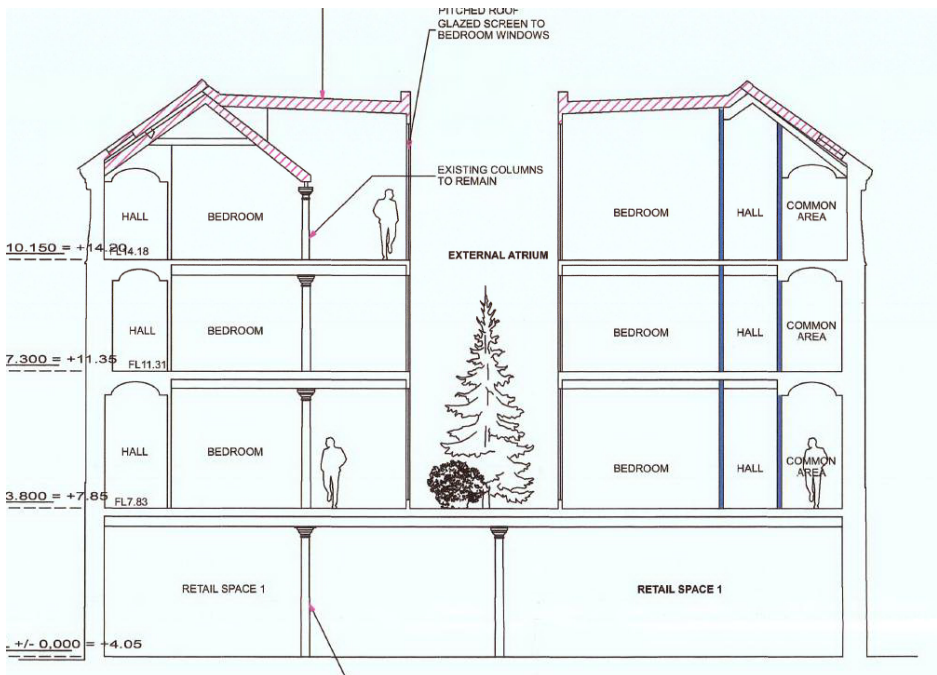 PITCHED ROOF
GLAZED SCREEN TO
BEDROOM WINDOWS
EXISTING COLUMNS
TO REMAIN
HALL
BEDROOM
BEDROOM
HALL
COMMON
AREA
10.150 = +14.20
FL14.18
EXTERNAL ATRIUM
HALL
BEDROOM
BEDROOM
HALL
COMMON
AREA
7.300 = +11.35
FL11.31
HALL
BEDROOM
BEDROOM
HALL
COMMON
AREA
3.800 = +7.85
FL7.83
RETAIL SPACE 1
RETAIL SPACE 1
+/- 0,000 = +4.05